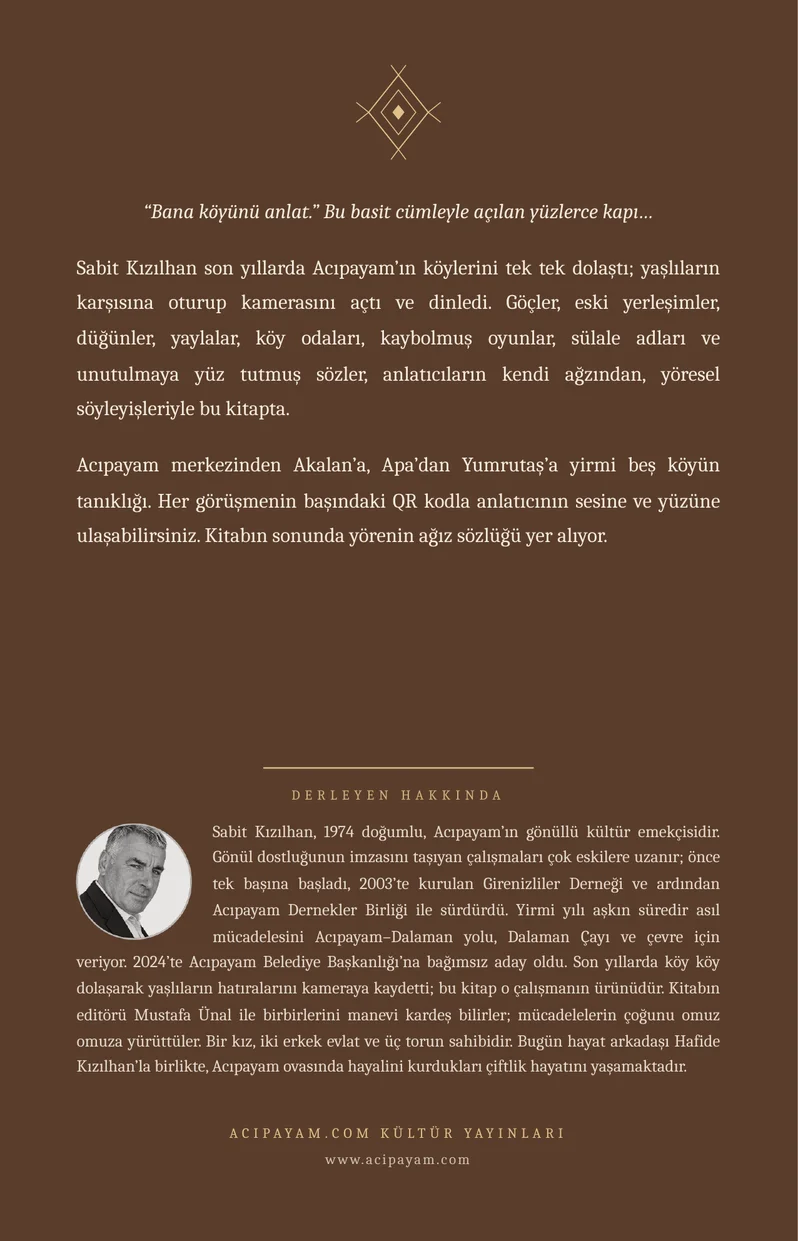 “Bana köyünü anlat.” Bu basit cümleyle açılan yüzlerce kapı…
Sabit Kızılhan son yıllarda Acıpayam’ın köylerini tek tek dolaştı; yaşlıların
karşısına oturup kamerasını açtı ve dinledi. Göçler, eski yerleşimler,
düğünler, yaylalar, köy odaları, kaybolmuş oyunlar, sülale adları ve
unutulmaya yüz tutmuş sözler, anlatıcıların kendi ağzından, yöresel
söyleyişleriyle bu kitapta.
Acıpayam merkezinden Akalan’a, Apa’dan Yumrutaş’a yirmi beş köyün
tanıklığı. Her görüşmenin başındaki QR kodla anlatıcının sesine ve yüzüne
ulaşabilirsiniz. Kitabın sonunda yörenin ağız sözlüğü yer alıyor.
DERLEYEN HAKKINDA
Sabit Kızılhan, 1974 doğumlu, Acıpayam’ın gönüllü kültür emekçisidir.
Gönül dostluğunun imzasını taşıyan çalışmaları çok eskilere uzanır; önce
tek başına başladı, 2003’te kurulan Girenizliler Derneği ve ardından
Acıpayam Dernekler Birliği ile sürdürdü. Yirmi yılı aşkın süredir asıl
mücadelesini Acıpayam–Dalaman yolu, Dalaman Çayı ve çevre için
veriyor. 2024’te Acıpayam Belediye Başkanlığı’na bağımsız aday oldu. Son yıllarda köy köy
dolaşarak yaşlıların hatıralarını kameraya kaydetti; bu kitap o çalışmanın ürünüdür. Kitabın
editörü Mustafa Ünal ile birbirlerini manevi kardeş bilirler; mücadelelerin çoğunu omuz
omuza yürüttüler. Bir kız, iki erkek evlat ve üç torun sahibidir. Bugün hayat arkadaşı Hafide
Kızılhan’la birlikte, Acıpayam ovasında hayalini kurdukları çiftlik hayatını yaşamaktadır.
ACIPAYAM.COM KÜLTÜR YAYINLARI
www.acipayam.com